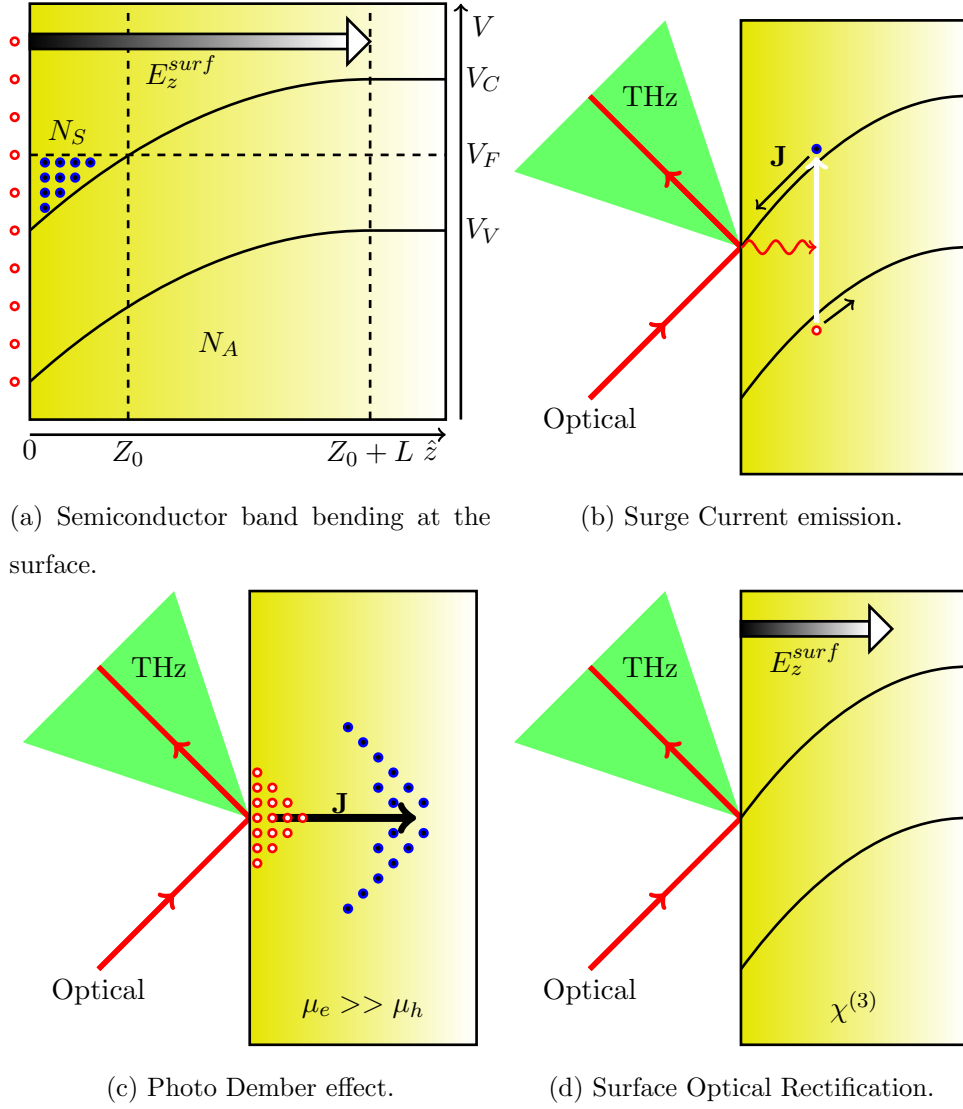 V
E_z^{surf}
V_C
N_S
V_F
V_V
N_A
0 Z_0 Z_0 + L ẑ
(a) Semiconductor band bending at the
surface.
THz
J
Optical
(b) Surge Current emission.
THz
J
Optical
μ_e >> μ_h
(c) Photo Dember effect.
E_z^{surf}
THz
Optical
χ^{(3)}
(d) Surface Optical Rectification.